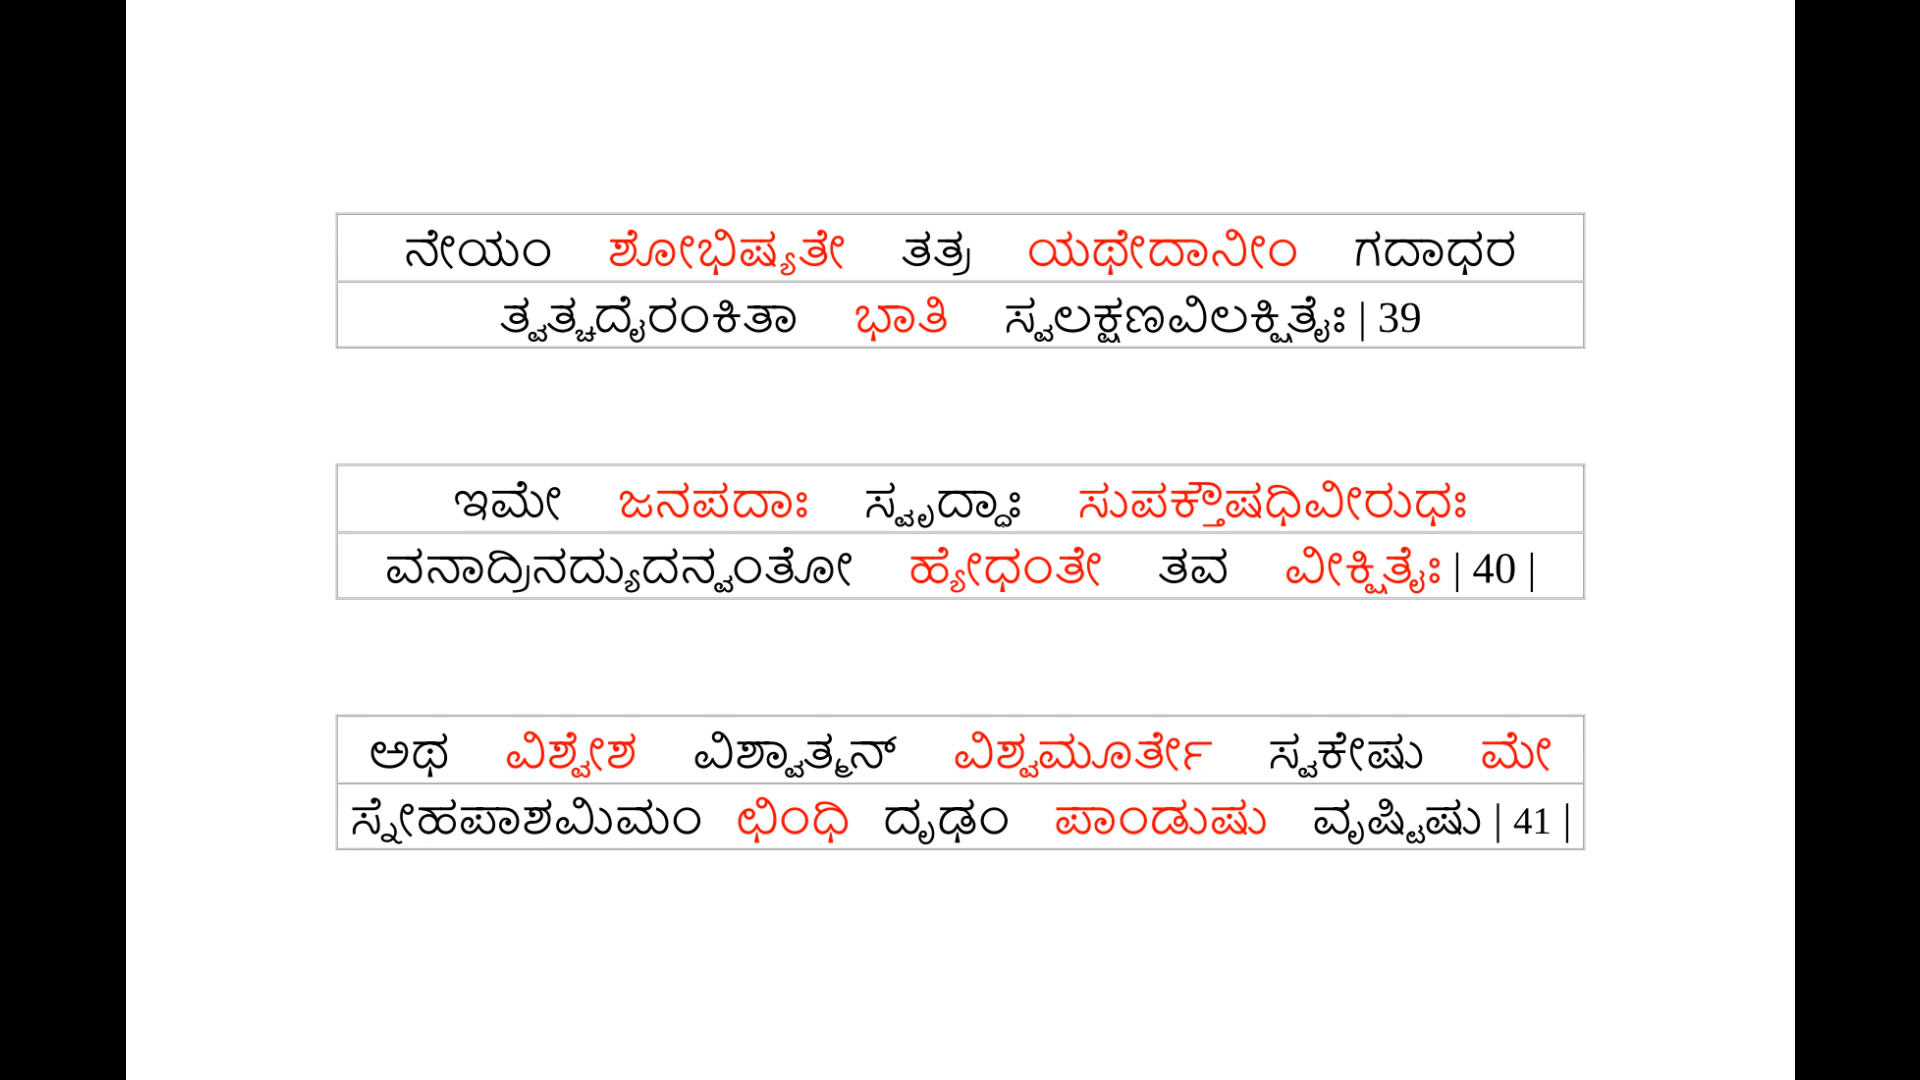 ನೇಯಂ ಶೋಭಿಷ್ಯತೇ ತತ್ರ ಯಥೇದಾನೀಂ ಗದಾಧರ
ತ್ವತ್ಚದೈರಂಕಿತಾ ಭಾತಿ ಸ್ವಲಕ್ಷಣವಿಲಕ್ಷಿತೈಃ | 39
ಇಮೇ ಜನಪದಾಃ ಸ್ವೃದ್ಧಾಃ ಸುಪಕ್ತೌಷಧಿವೀರುಧಃ
ವನಾದ್ರಿನದ್ಯುದನ್ವಂತೋ ಹ್ಯೇಧಂತೇ ತವ ವೀಕ್ಷಿತೈಃ | 40 |
ಅಥ ವಿಶ್ವೇಶ ವಿಶ್ವಾತ್ಮನ್ ವಿಶ್ವಮೂರ್ತೇ ಸ್ವಕೇಷು ಮೇ
ಸ್ನೇಹಪಾಶಮಿಮಂ ಛಿಂಧಿ ದೃಢಂ ಪಾಂಡುಷು ವೃಷ್ಟಿಷು | 41 |